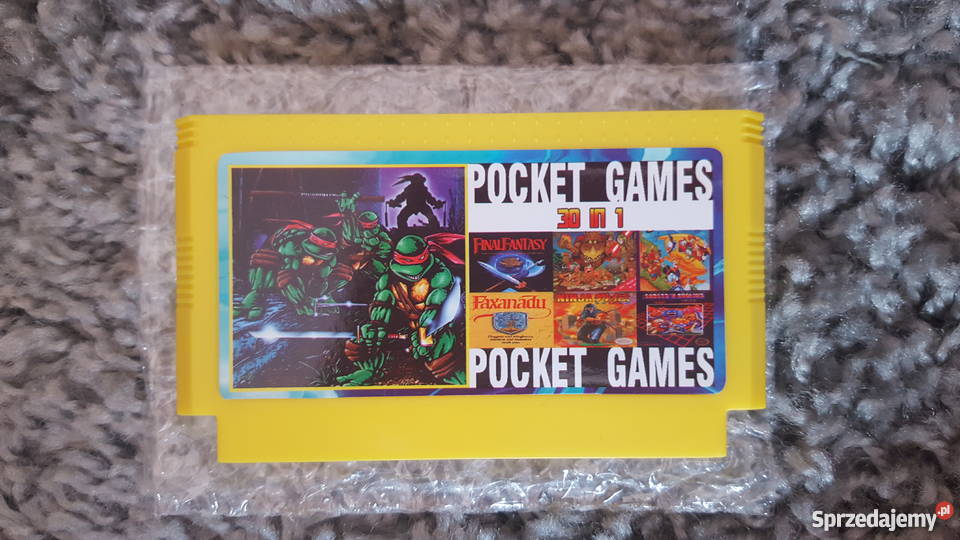 POCKET GAMES
30 IN 1
FINAL FANTASY
Faxanadu
POCKET GAMES
Sprzedajemy.pl